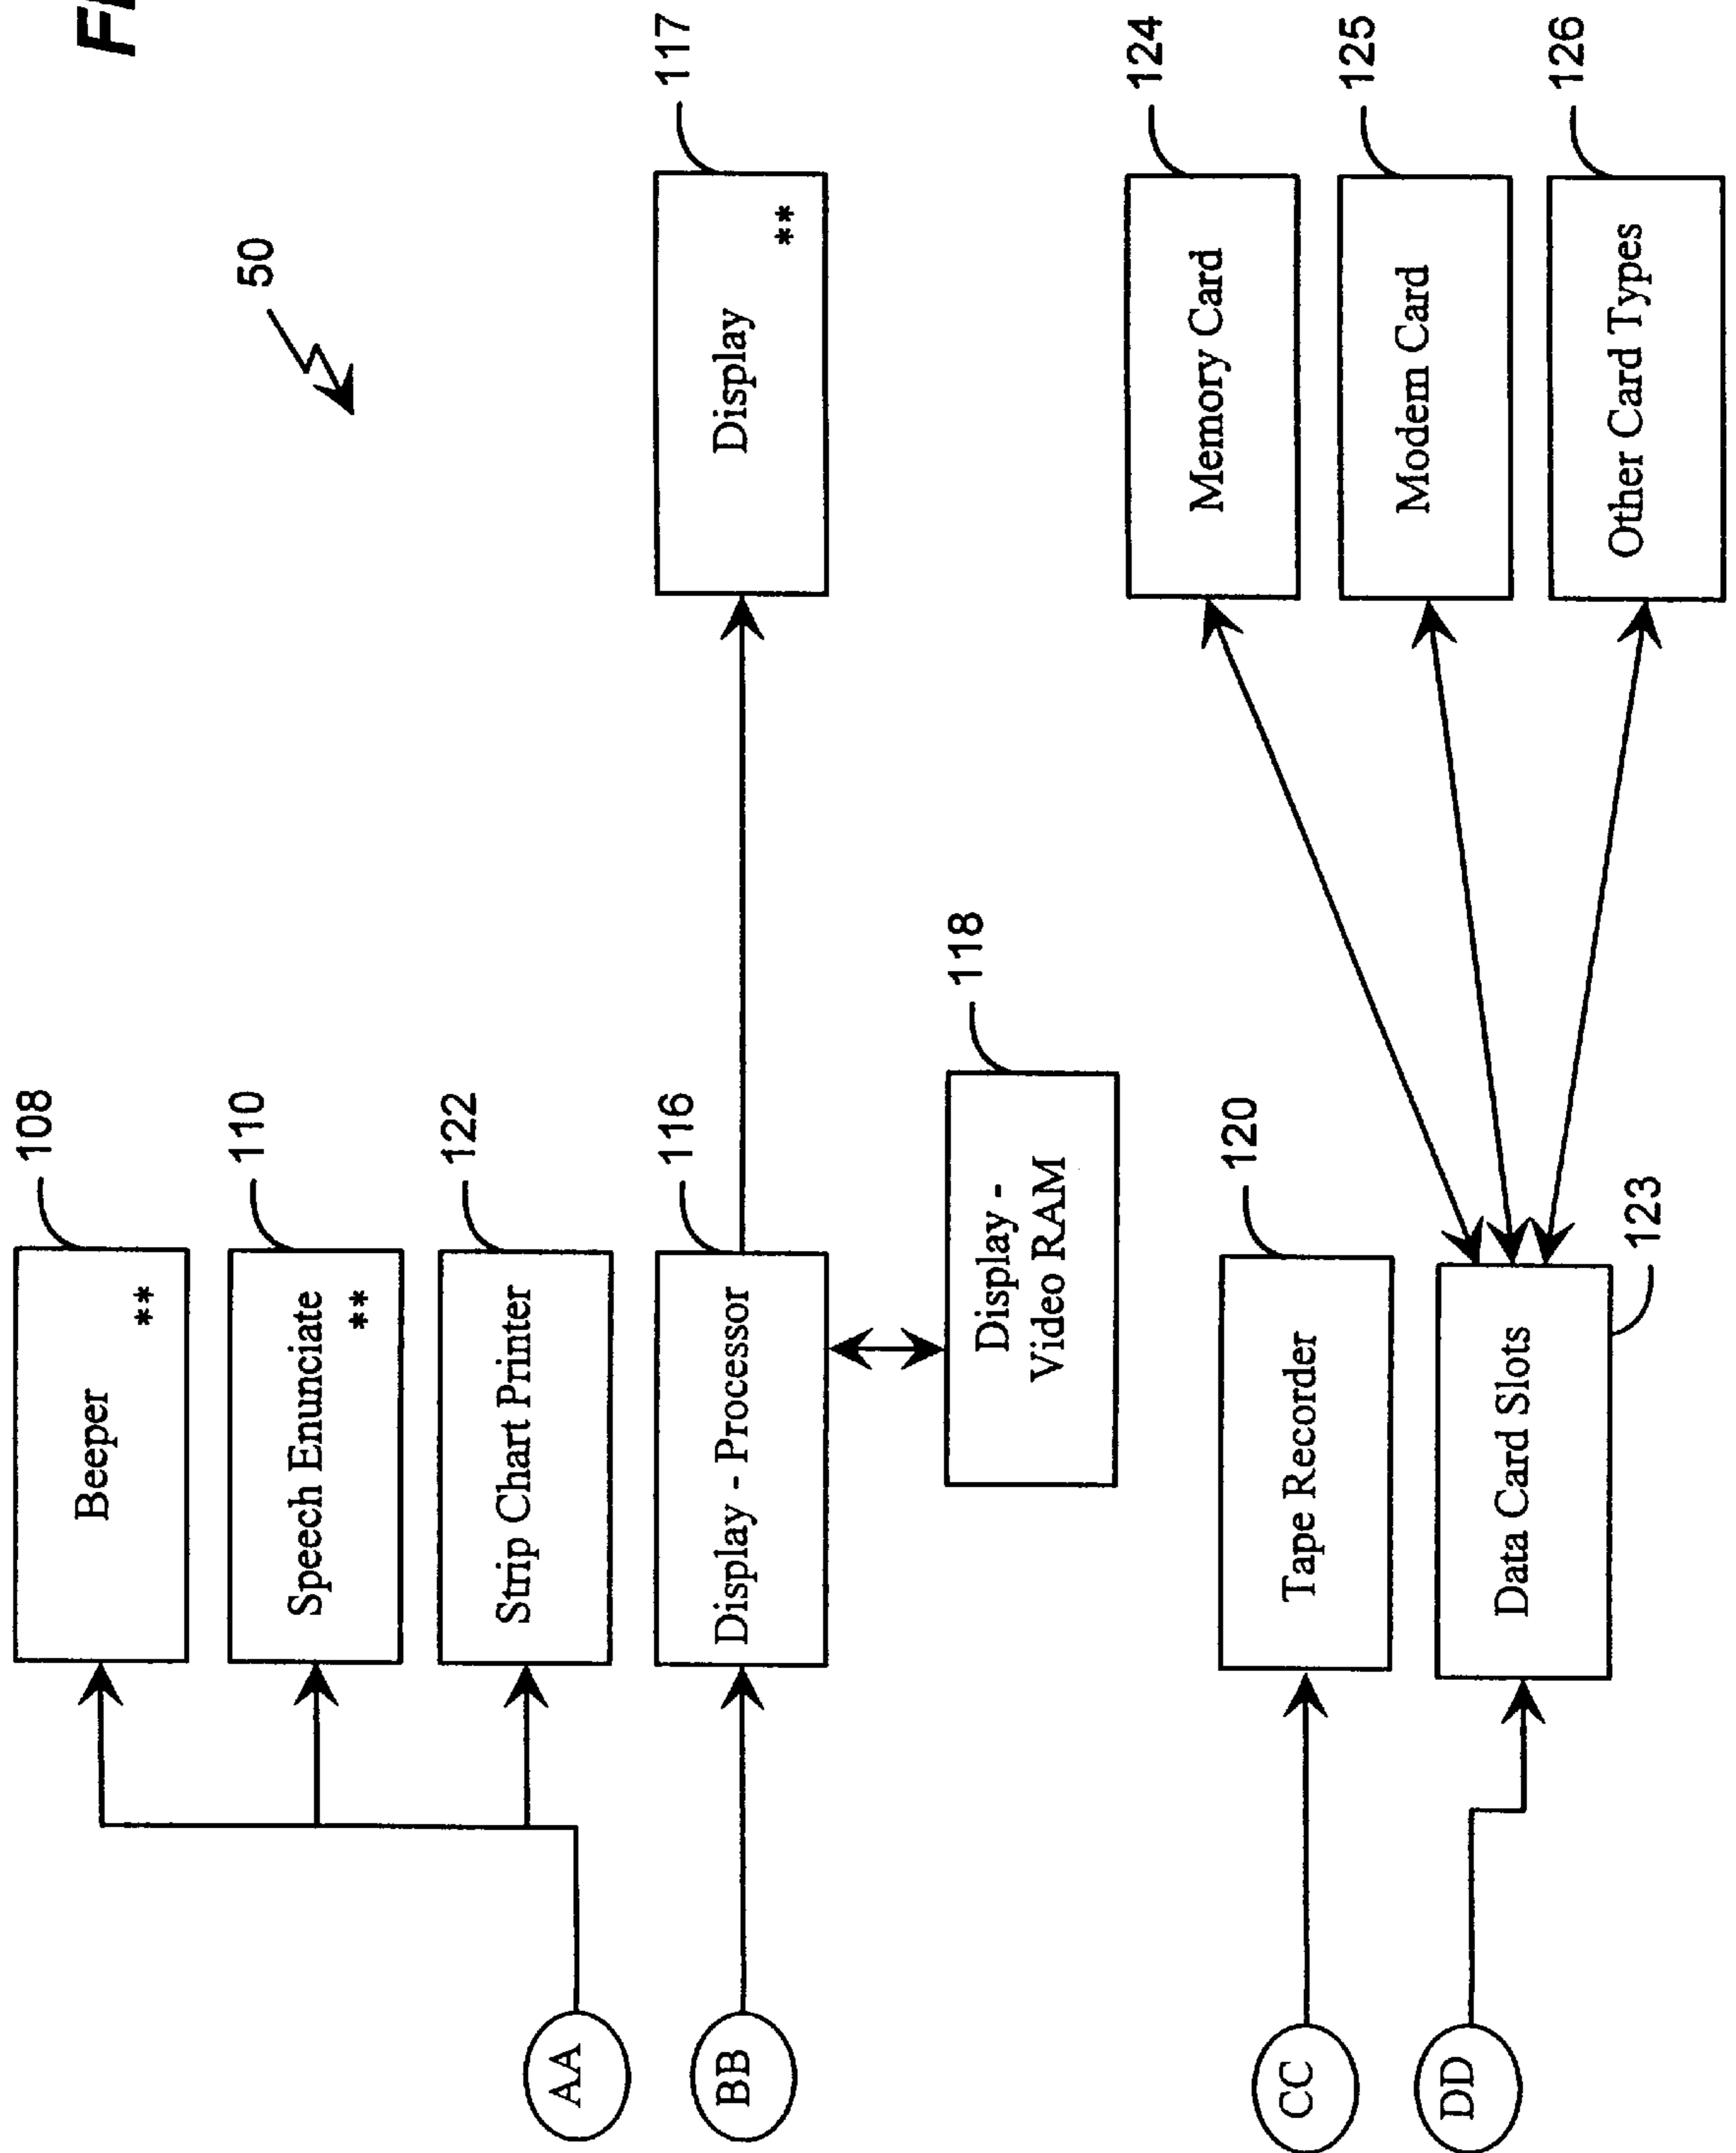 108
Beeper
**
50
110
Speech Enunciate
**
122
Strip Chart Printer
AA
116
117
BB
Display - Processor
Display
**
118
Display -
Video RAM
120
124
CC
Tape Recorder
Memory Card
125
DD
Data Card Slots
Modem Card
123
126
Other Card Types